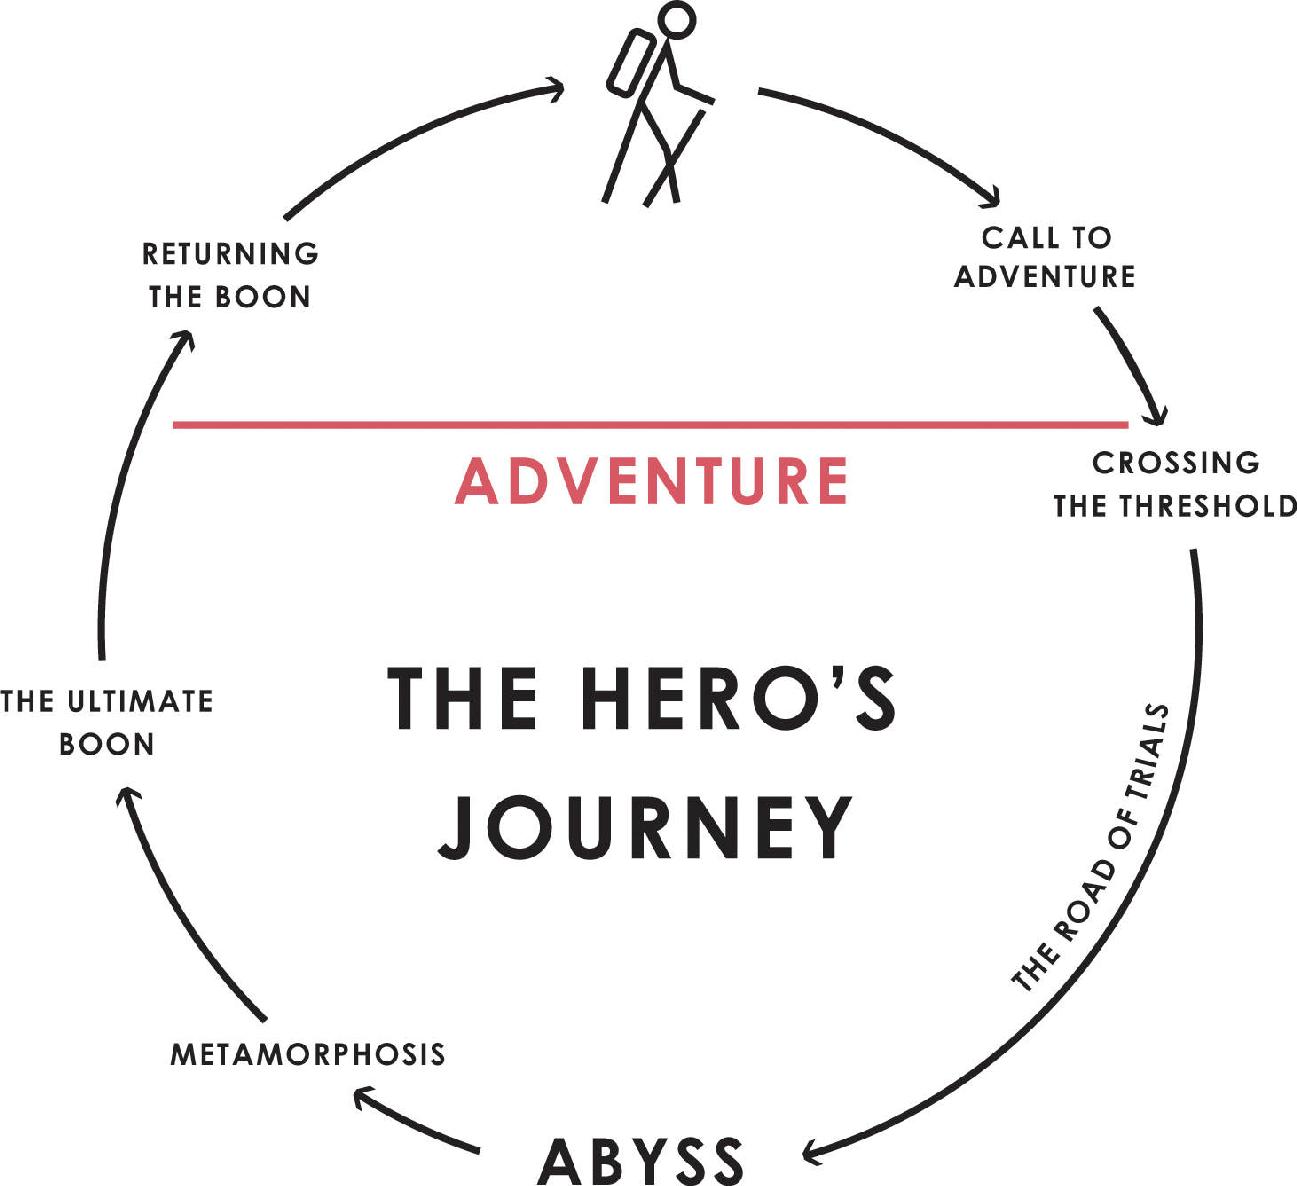 RETURNING
THE BOON
CALL TO
ADVENTURE
ADVENTURE
CROSSING
THE THRESHOLD
THE HERO'S
JOURNEY
THE ULTIMATE
BOON
THE ROAD OF TRIALS
METAMORPHOSIS
ABYSS